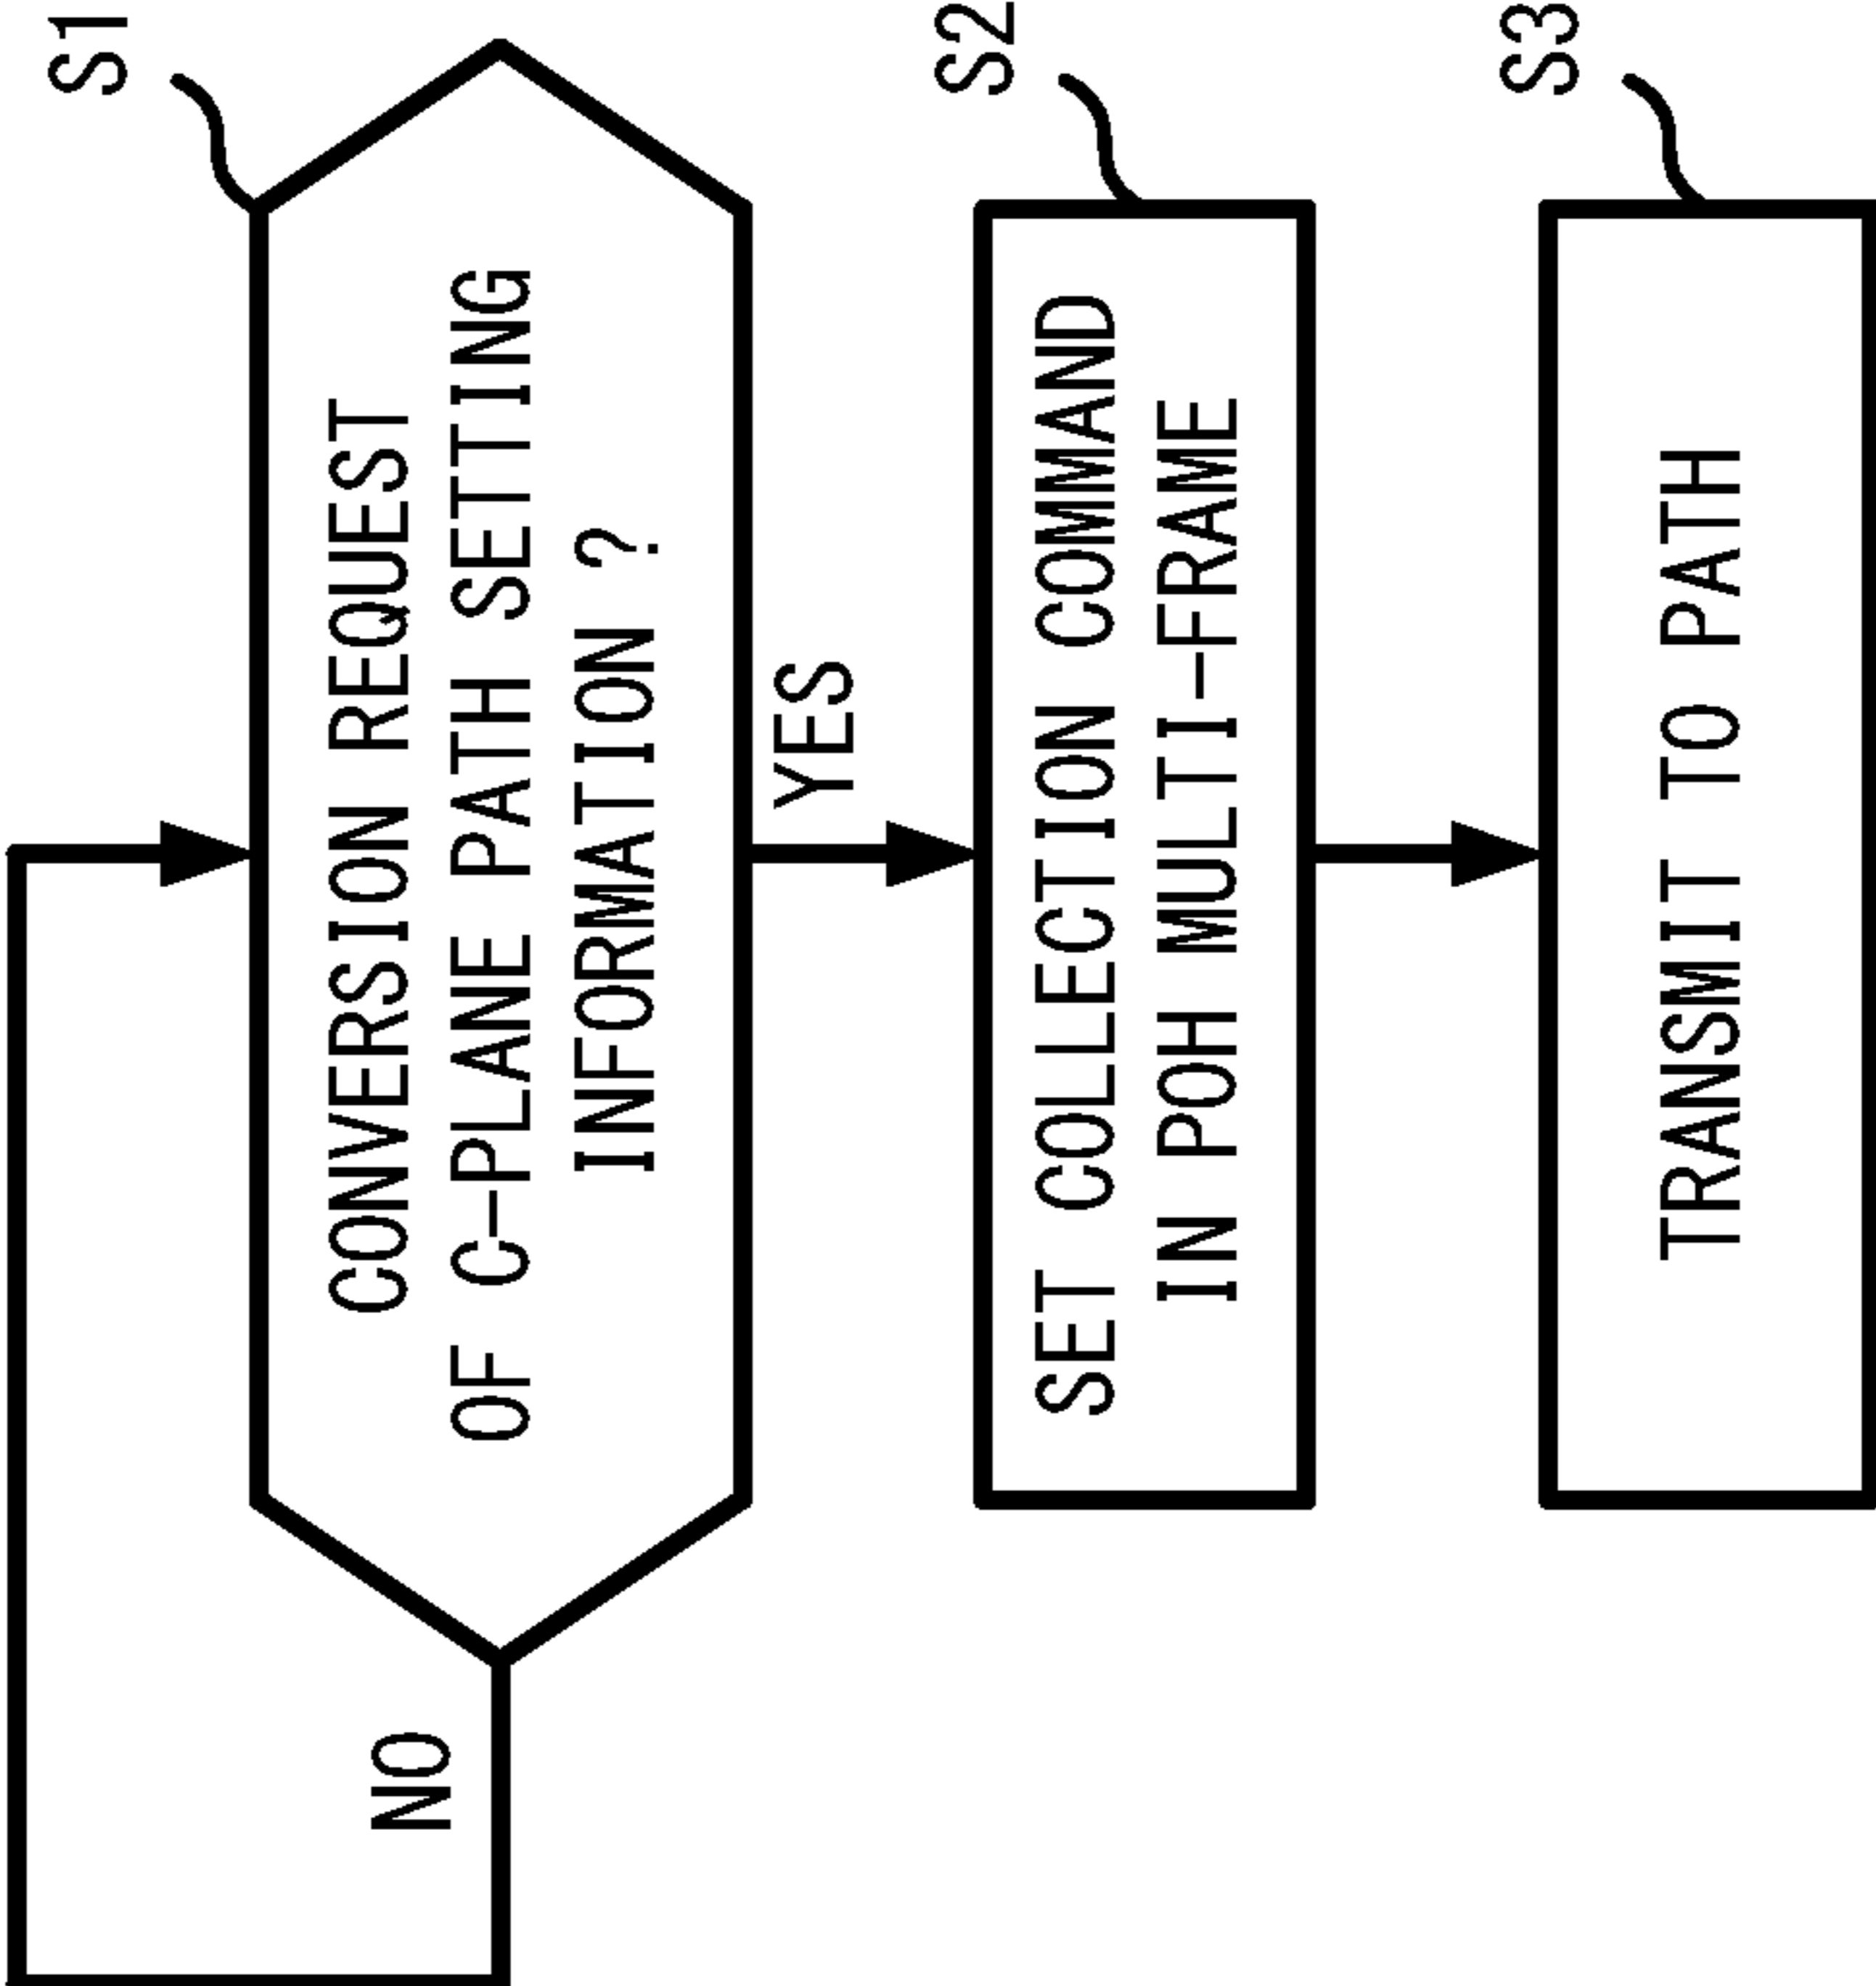 S1
CONVERSION REQUEST
OF C-PLANE PATH SETTING
INFORMATION ?
NO
YES
S2
SET COLLECTION COMMAND
IN POH MULTI-FRAME
S3
TRANSMIT TO PATH